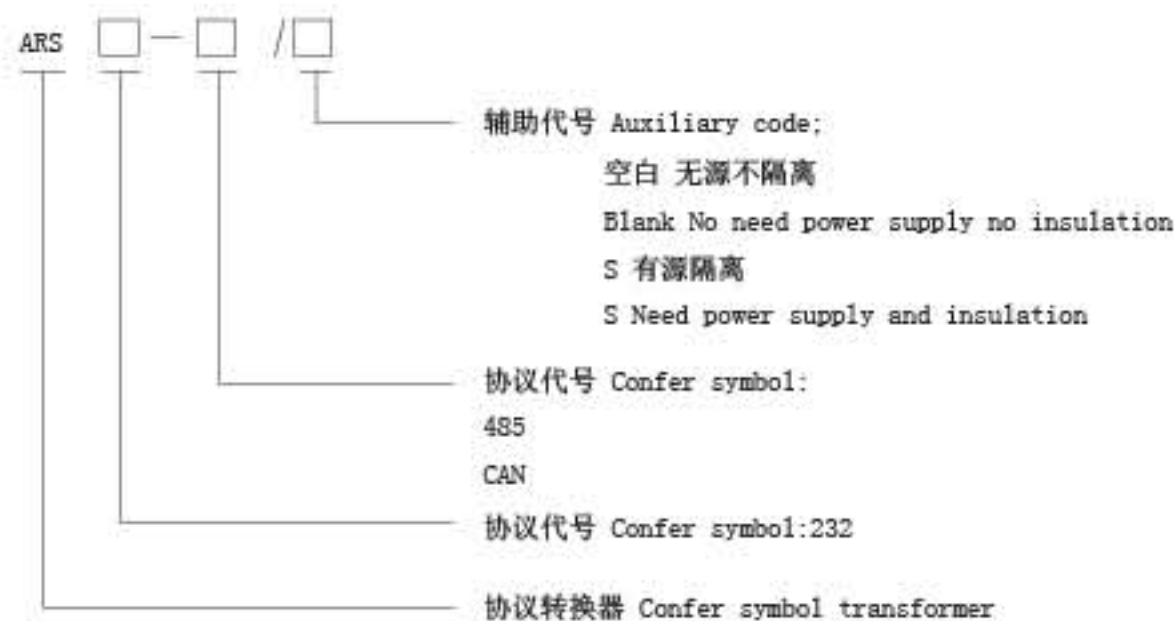 ARS □-□ /□
辅助代号 Auxiliary code;
空白 无源不隔离
Blank No need power supply no insulation
S 有源隔离
S Need power supply and insulation
协议代号 Confer symbol:
485
CAN
协议代号 Confer symbol:232
协议转换器 Confer symbol transformer